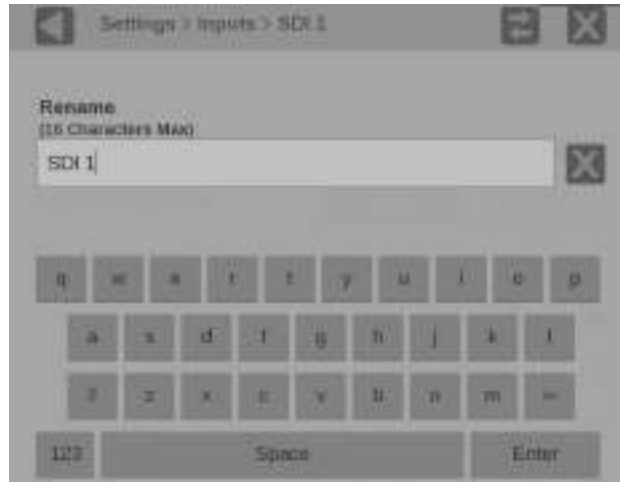 Settings > Inputs > SDI 1
Rename
(16 Characters Max)
SDI 1
q w e r t y u i o p
a s d f g h j k l
z x c v b n m ←
123 Space Enter